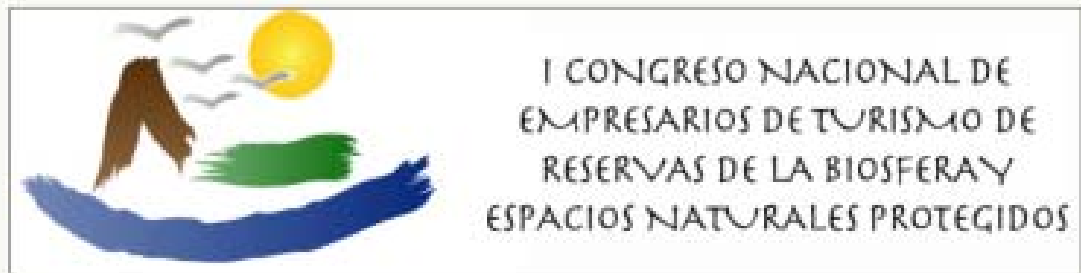 I CONGRESO NACIONAL DE
EMPRESARIOS DE TURISMO DE
RESERVAS DE LA BIOSFERA Y
ESPACIOS NATURALES PROTEGIDOS